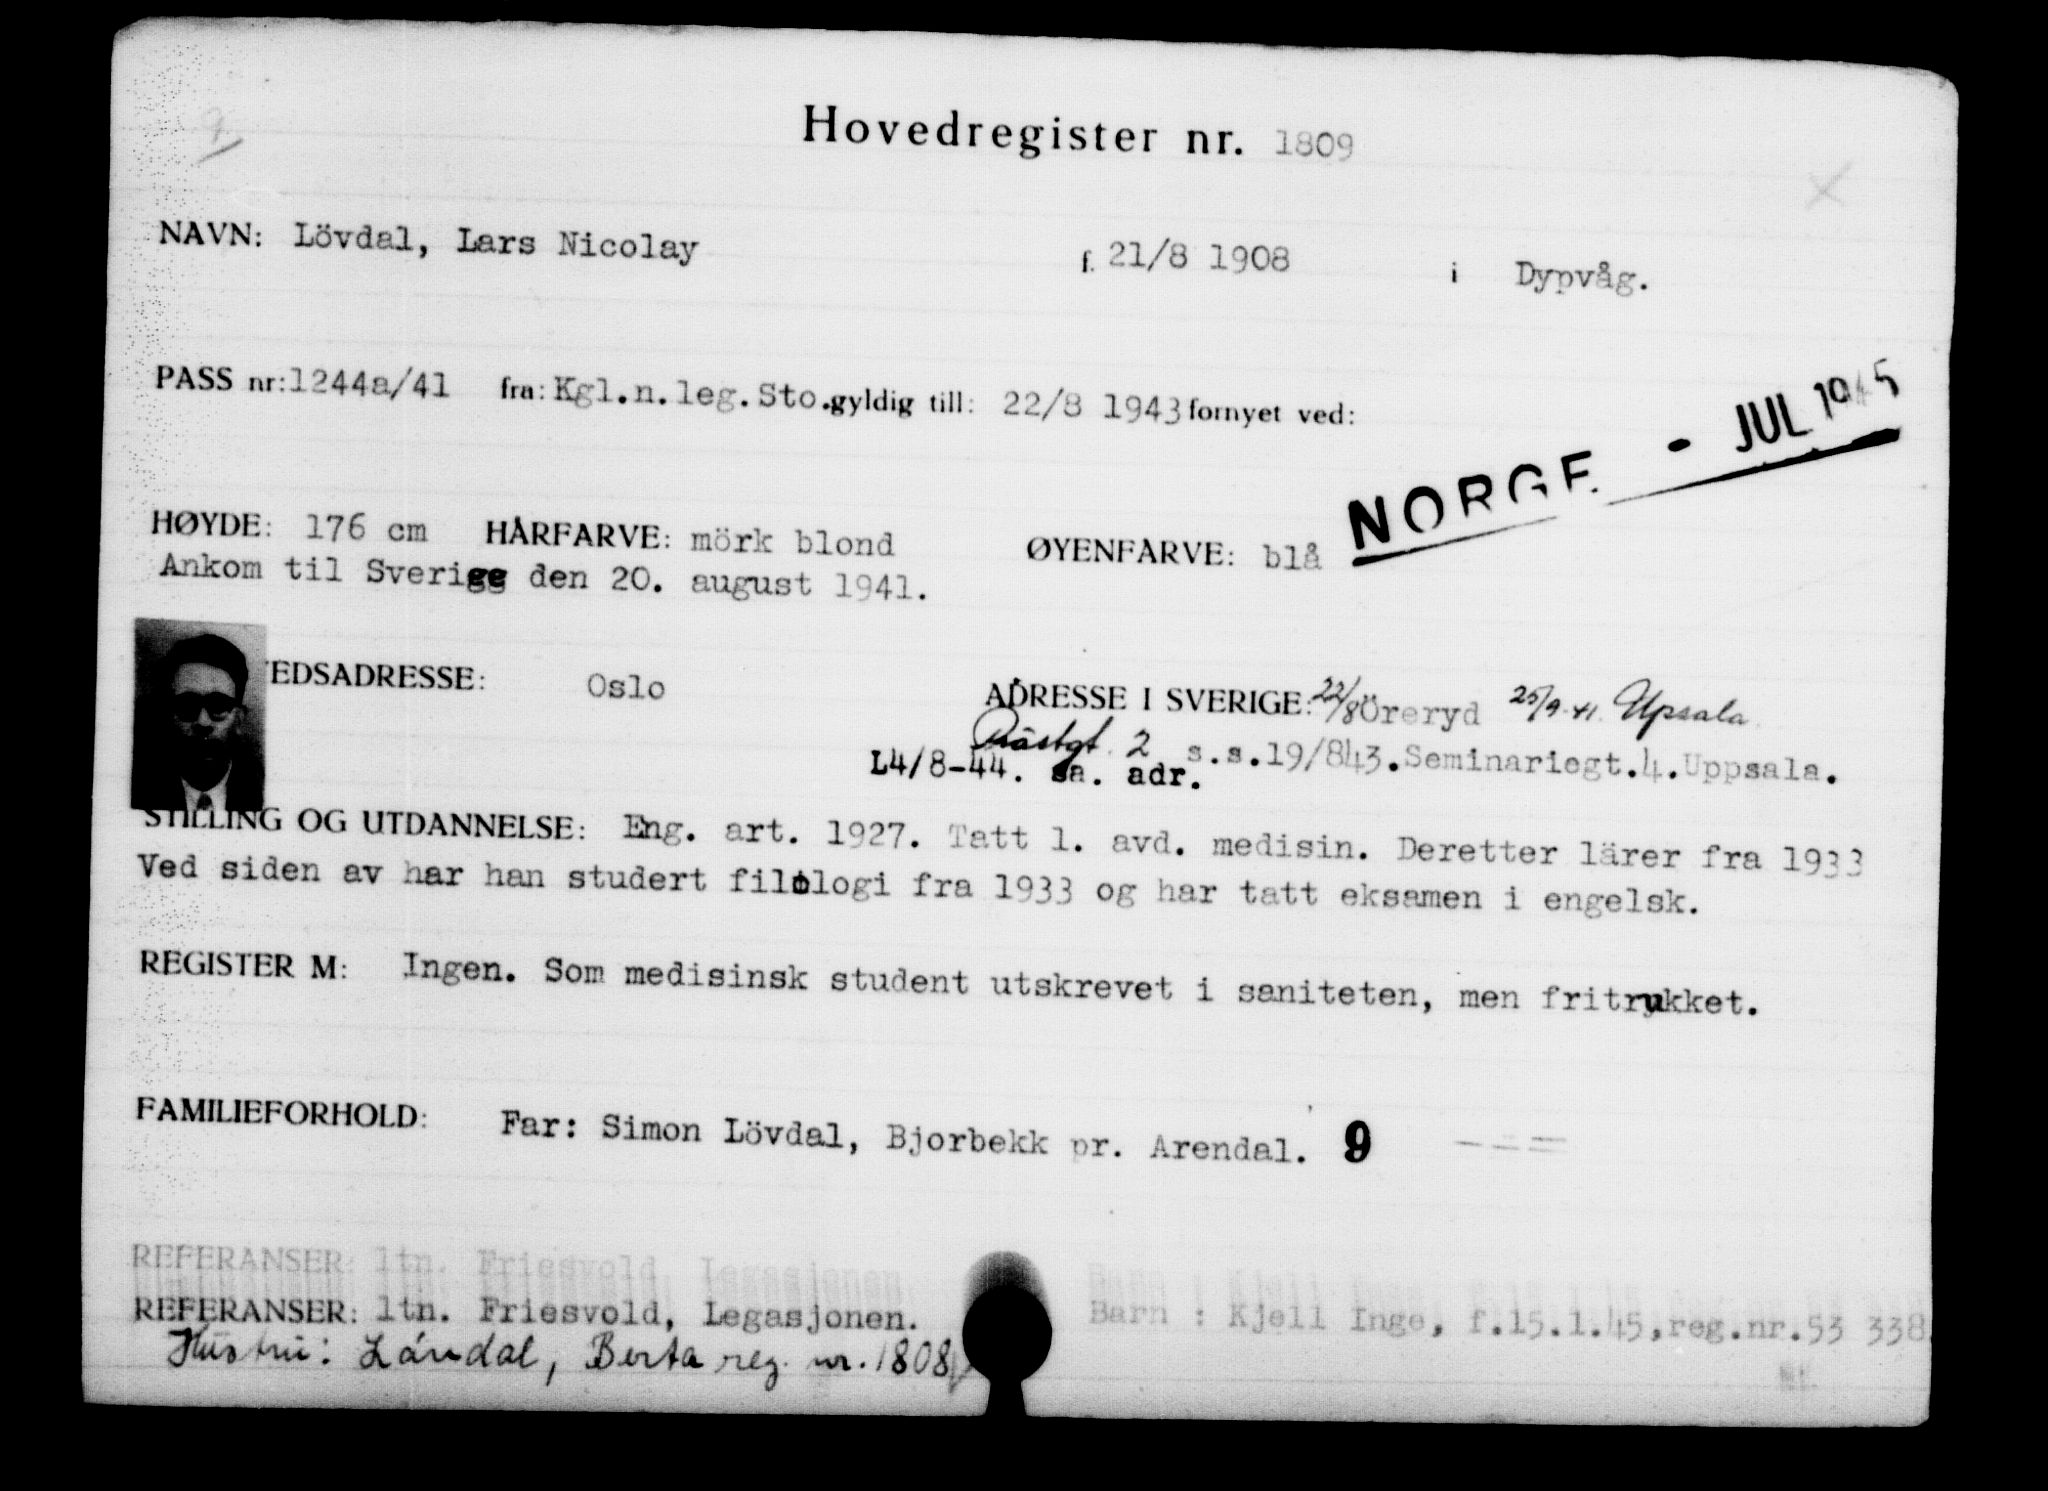 9
Hovedregister nr. 1809
NAVN: Lövdal, Lars Nicolay f. 21/8 1908 i Dypvåg.
PASS nr: 1244a/41 fra: Kgl.n.leg.Sto. gyldig till: 22/8 1943 fornyet ved:
NORGE - JUL 1945
HØYDE: 176 cm HÅRFARVE: mörk blond ØYENFARVE: blå
Ankom til Sverige den 20. august 1941.
EDSADRESSE: Oslo ADRESSE I SVERIGE: 22/8 Öreryd 25/9-41. Upsala
Prästgt. 2 s.s.19/843.Seminariegt.4.Uppsala.
L4/8-44. sa. adr.
STILLING OG UTDANNELSE: Eng. art. 1927. Tatt 1. avd. medisin. Deretter lärer fra 1933
Ved siden av har han studert filologi fra 1933 og har tatt eksamen i engelsk.
REGISTER M: Ingen. Som medisinsk student utskrevet i saniteten, men fritrukket.
FAMILIEFORHOLD: Far: Simon Lövdal, Bjorbekk pr. Arendal. 9
REFERANSER: ltn. Friesvold, Legasjonen
REFERANSER: ltn. Friesvold, Legasjonen. Barn : Kjell Inge, f.15.1.45,reg.nr.53 338
Hustru: Lövdal, Berta reg. nr. 1808